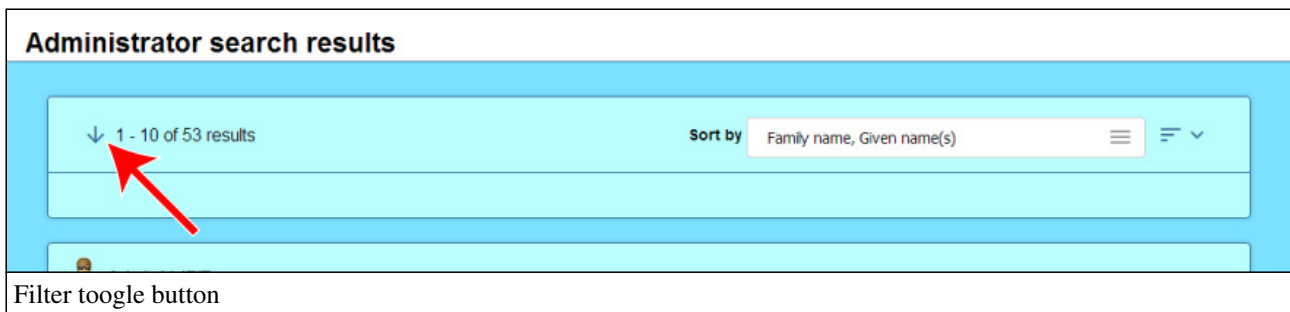 Administrator search results
1 - 10 of 53 results
Sort by
Family name, Given name(s)
Filter toogle button